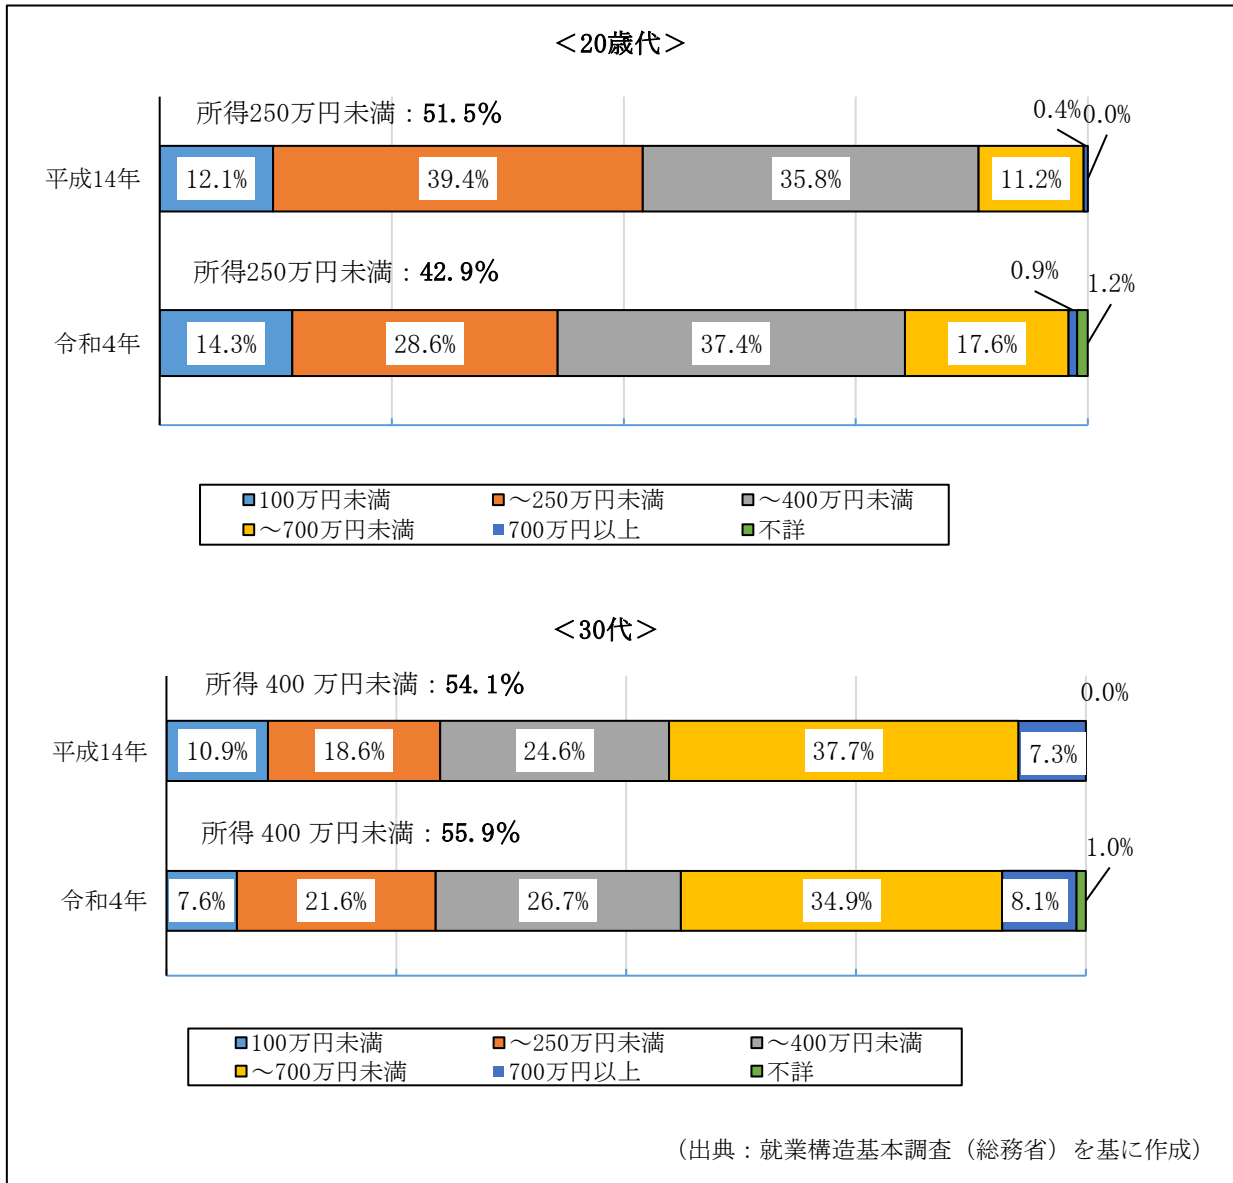 ＜20歳代＞
所得250万円未満：51.5%
0.4%
0.0%
平成14年
12.1%
39.4%
35.8%
11.2%
所得250万円未満：42.9%
0.9%
1.2%
令和4年
14.3%
28.6%
37.4%
17.6%
100万円未満
～250万円未満
～400万円未満
～700万円未満
700万円以上
不詳
＜30代＞
所得 400 万円未満：54.1%
0.0%
平成14年
10.9%
18.6%
24.6%
37.7%
7.3%
所得 400 万円未満：55.9%
1.0%
令和4年
7.6%
21.6%
26.7%
34.9%
8.1%
100万円未満
～250万円未満
～400万円未満
～700万円未満
700万円以上
不詳
（出典：就業構造基本調査（総務省）を基に作成）